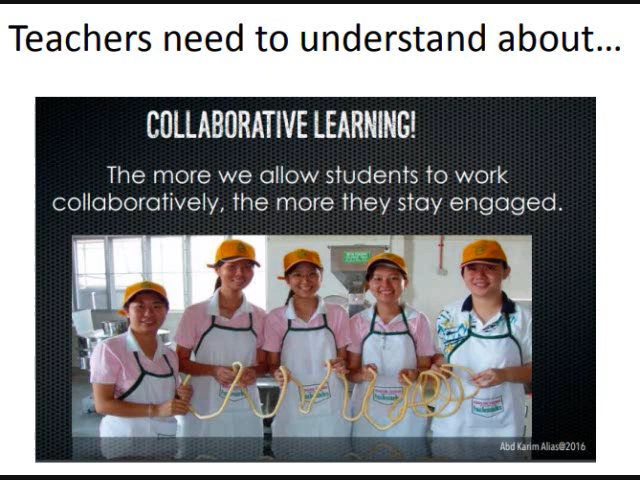 Teachers need to understand about…
COLLABORATIVE LEARNING!
The more we allow students to work
collaboratively, the more they stay engaged.
Abd Karim Alias@2016